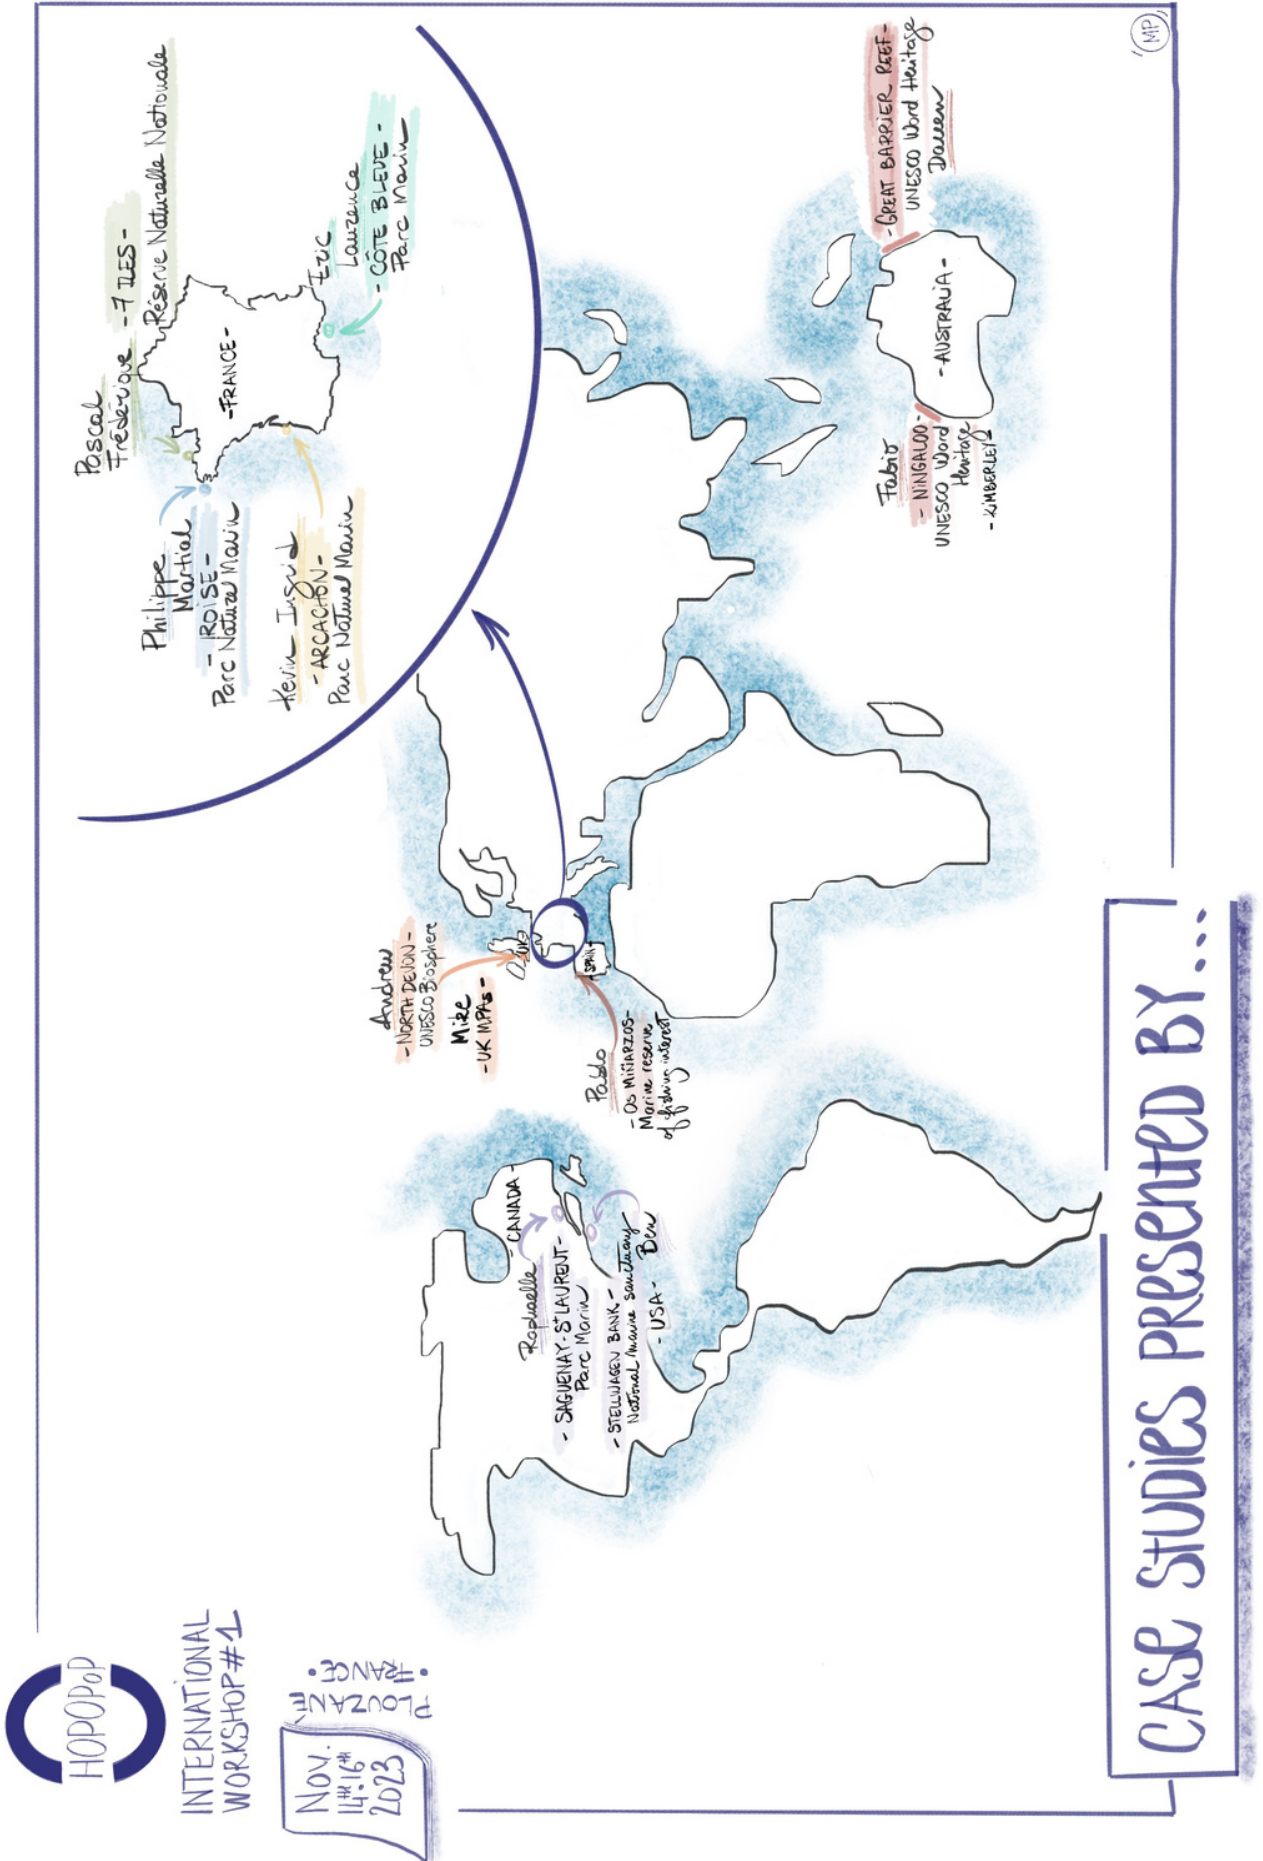 HOPOPoP
INTERNATIONAL
WORKSHOP #1
NOV.
14th.16th
2023
PLOUZANÉ
• FRANCE •
Pascal
Frédérique
- 7 ILES -
Réserve Naturelle Nationale
Philippe
Martial
- IROISE -
Parc Naturel Marin
Kevin Ingrid
- ARCACHON -
Parc Naturel Marin
- FRANCE -
Eric
Laurence
- CÔTE BLEUE -
Parc Marin
Andrew
- NORTH DEVON -
UNESCO Biosphere
Mike
- UK MPAs -
UK
Pablo
- OS MIÑARZOS -
Marine reserve
of fishing interest
SPAIN
- CANADA -
Raphaelle
- SAGUENAY - St LAURENT -
Parc Marin
- STELLWAGEN BANK -
National marine sanctuary
Ben
- USA -
Fabio
- NINGALOO -
UNESCO Word
Heritage
- KIMBERLEY -
- AUSTRALIA -
- GREAT BARRIER REEF -
UNESCO Word Heritage
Darren
CASE STUDIES PRESENTED BY...
MP